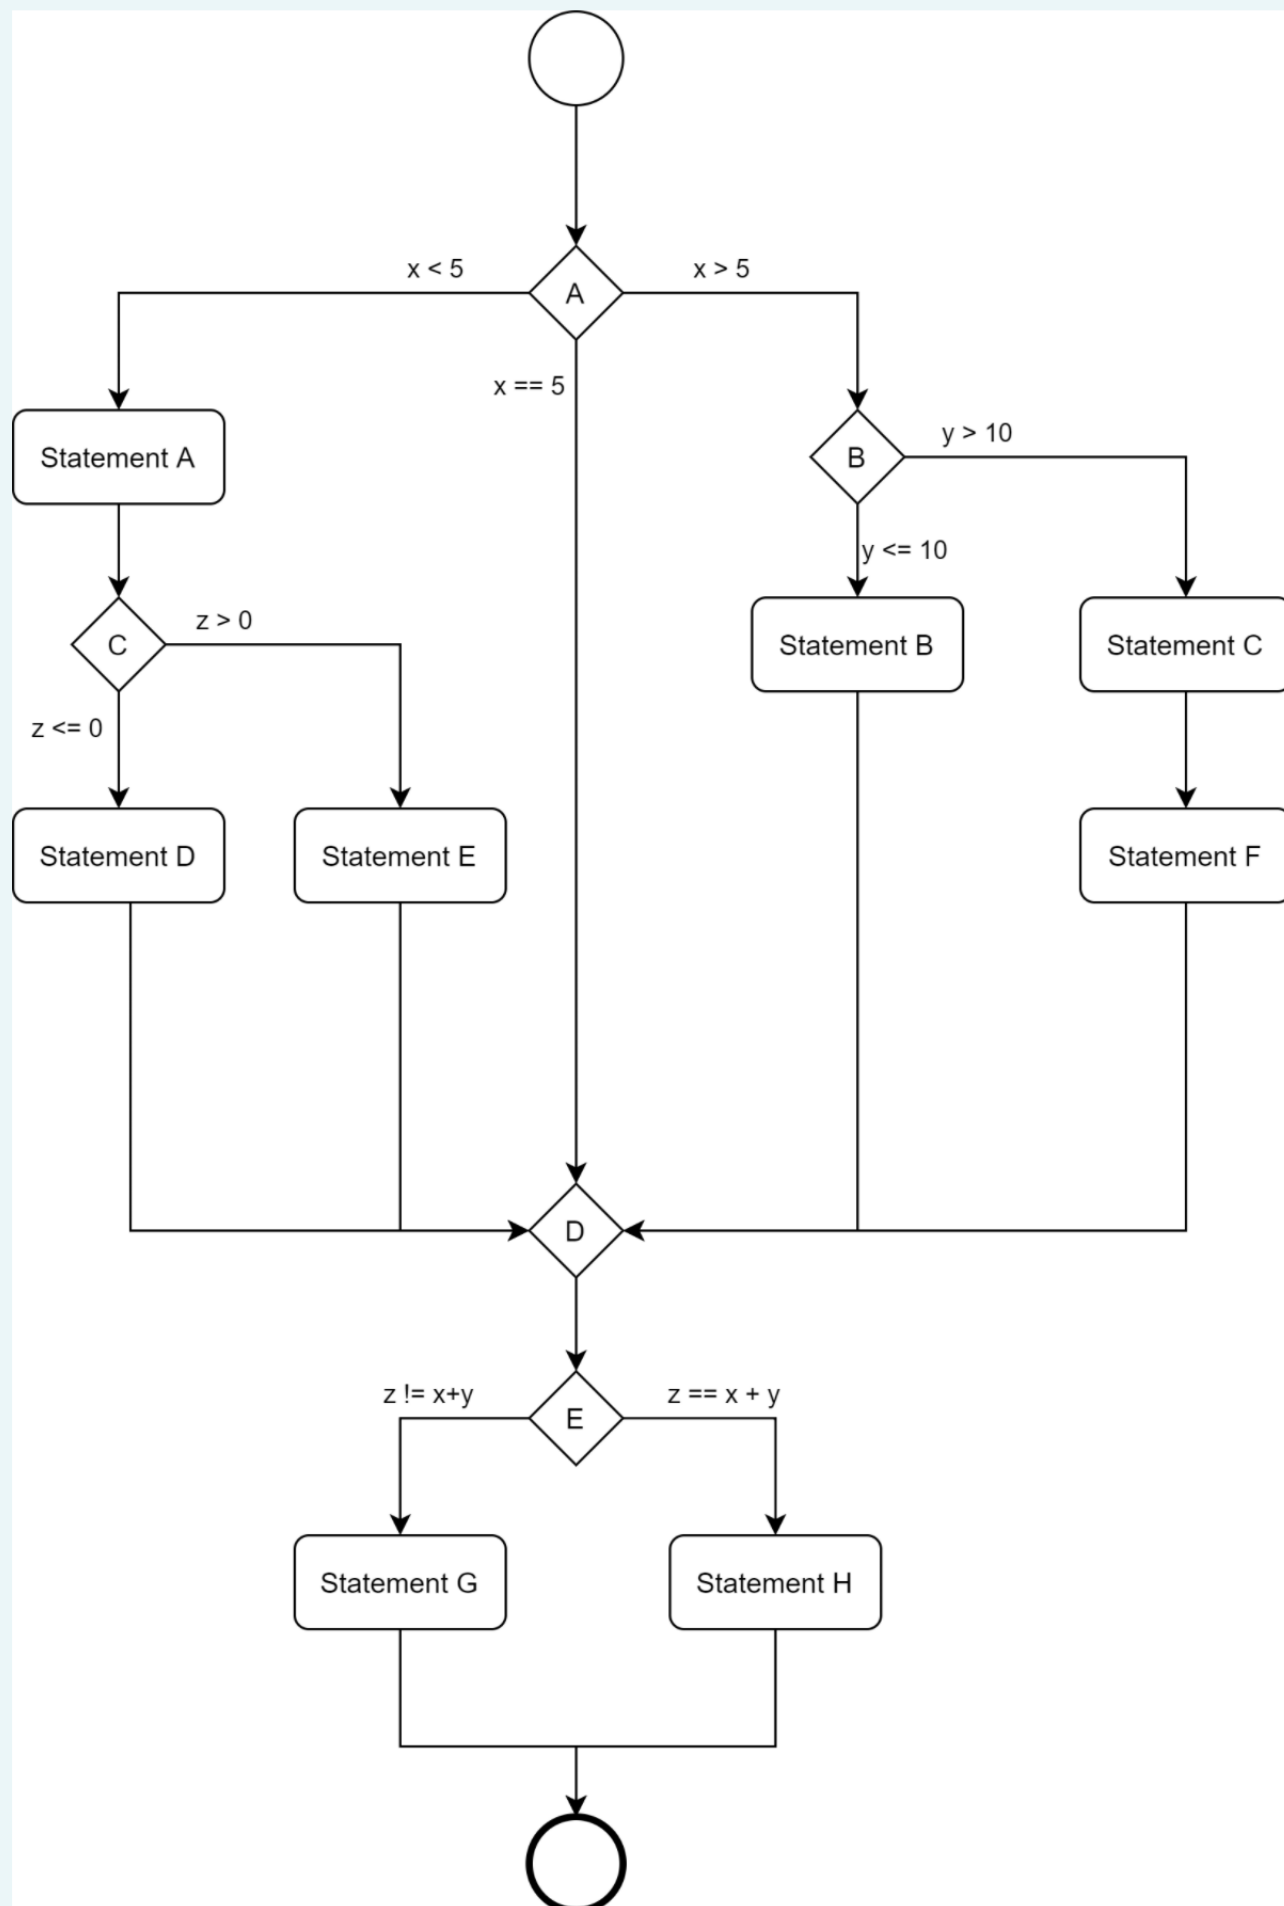 x < 5
x > 5
A
x == 5
y > 10
Statement A
B
y <= 10
z > 0
C
Statement B
Statement C
z <= 0
Statement D
Statement E
Statement F
D
z != x+y
z == x + y
E
Statement G
Statement H